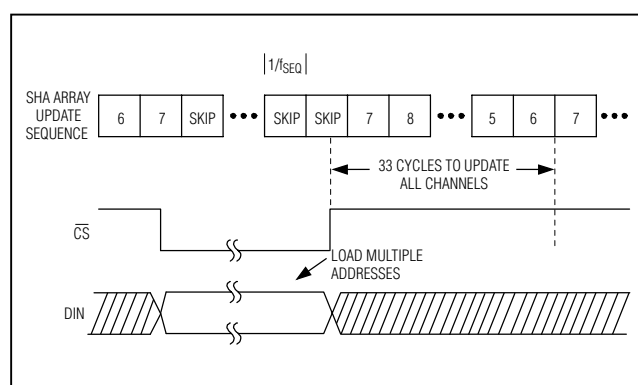 1/fSEQ
SHA ARRAY
UPDATE
SEQUENCE
6 7 SKIP ••• SKIP SKIP 7 8 ••• 5 6 7 •••
33 CYCLES TO UPDATE
ALL CHANNELS
CS
LOAD MULTIPLE
ADDRESSES
DIN